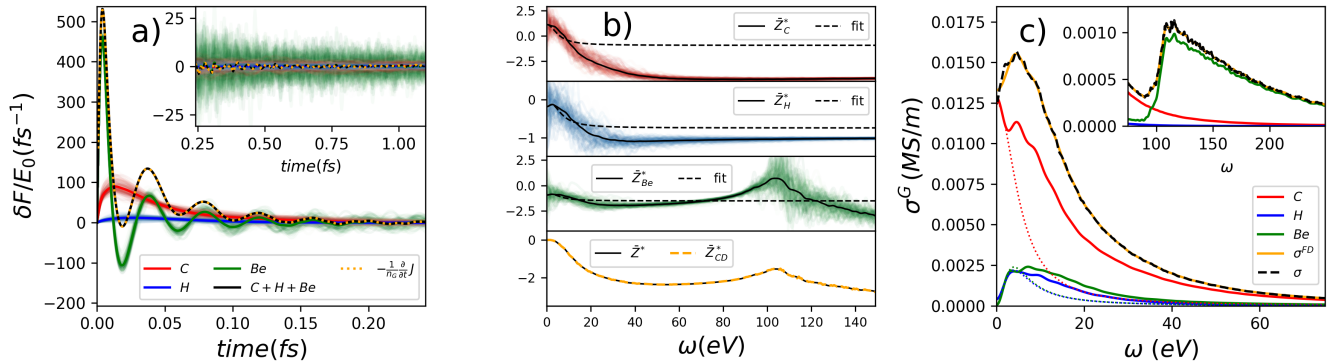 a)
δF/E₀(fs⁻¹)
500
400
300
200
100
0
−100
−200
0.00 0.05 0.10 0.15 0.20
time(fs)
25
0
−25
0.25 0.50 0.75 1.00
time(fs)
C
H
Be
C + H + Be
−1/n_G ∂/∂t J
b)
2.5
0.0
−2.5
Z̄*_C fit
0
−1
Z̄*_H fit
2.5
0.0
−2.5
Z̄*_Be fit
0
−2
Z̄* Z̄*_CD
0 20 40 60 80 100 120 140
ω(eV)
c)
σ^G (MS/m)
0.0175
0.0150
0.0125
0.0100
0.0075
0.0050
0.0025
0.0000
0 20 40 60
ω (eV)
0.0010
0.0005
0.0000
100 150 200
ω
C
H
Be
σ^FD
σ